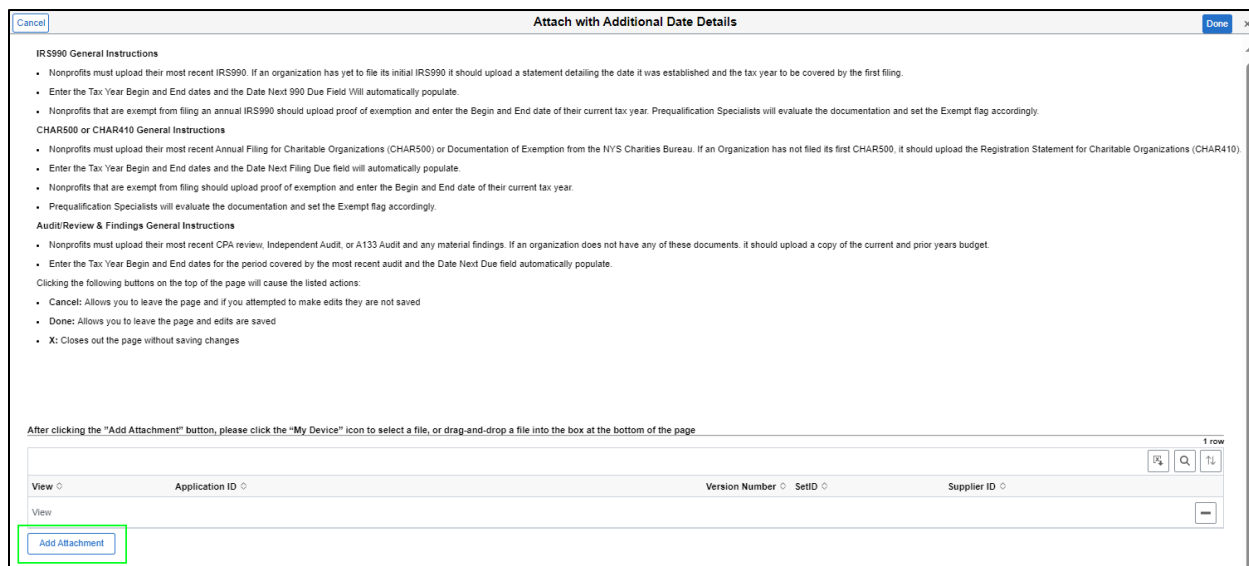 Cancel
Attach with Additional Date Details
Done
×
IRS990 General Instructions
• Nonprofits must upload their most recent IRS990. If an organization has yet to file its initial IRS990 it should upload a statement detailing the date it was established and the tax year to be covered by the first filing.
• Enter the Tax Year Begin and End dates and the Date Next 990 Due Field Will automatically populate.
• Nonprofits that are exempt from filing an annual IRS990 should upload proof of exemption and enter the Begin and End date of their current tax year. Prequalification Specialists will evaluate the documentation and set the Exempt flag accordingly.
CHAR500 or CHAR410 General Instructions
• Nonprofits must upload their most recent Annual Filing for Charitable Organizations (CHAR500) or Documentation of Exemption from the NYS Charities Bureau. If an Organization has not filed its first CHAR500, it should upload the Registration Statement for Charitable Organizations (CHAR410).
• Enter the Tax Year Begin and End dates and the Date Next Filing Due field will automatically populate.
• Nonprofits that are exempt from filing should upload proof of exemption and enter the Begin and End date of their current tax year.
• Prequalification Specialists will evaluate the documentation and set the Exempt flag accordingly.
Audit/Review & Findings General Instructions
• Nonprofits must upload their most recent CPA review, Independent Audit, or A133 Audit and any material findings. If an organization does not have any of these documents. it should upload a copy of the current and prior years budget.
• Enter the Tax Year Begin and End dates for the period covered by the most recent audit and the Date Next Due field automatically populate.
Clicking the following buttons on the top of the page will cause the listed actions:
• Cancel: Allows you to leave the page and if you attempted to make edits they are not saved
• Done: Allows you to leave the page and edits are saved
• X: Closes out the page without saving changes
After clicking the "Add Attachment" button, please click the "My Device" icon to select a file, or drag-and-drop a file into the box at the bottom of the page
1 row
View Application ID Version Number SetID Supplier ID
View
Add Attachment